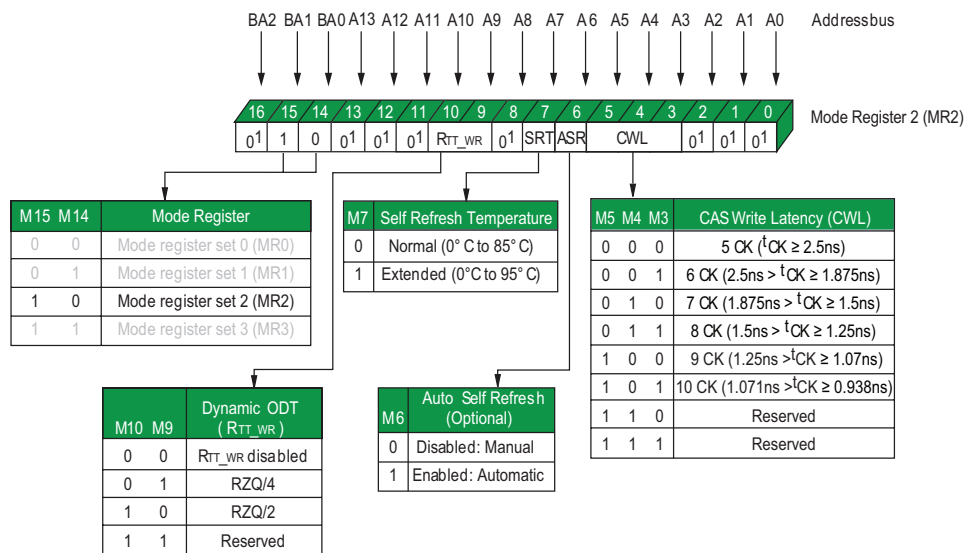 BA2 BA1 BA0 A13 A12 A11 A10 A9 A8 A7 A6 A5 A4 A3 A2 A1 A0 Addressbus
16 15 14 13 12 11 10 9 8 7 6 5 4 3 2 1 0
Mode Register 2 (MR2)
0¹ 1 0 0¹ 0¹ 0¹ RTT_WR 0¹ SRT ASR CWL 0¹ 0¹ 0¹
M15 M14 Mode Register
0 0 Mode register set 0 (MR0)
0 1 Mode register set 1 (MR1)
1 0 Mode register set 2 (MR2)
1 1 Mode register set 3 (MR3)
M7 Self Refresh Temperature
0 Normal (0° C to 85° C)
1 Extended (0°C to 95° C)
M5 M4 M3 CAS Write Latency (CWL)
0 0 0 5 CK (tCK ≥ 2.5ns)
0 0 1 6 CK (2.5ns > tCK ≥ 1.875ns)
0 1 0 7 CK (1.875ns > tCK ≥ 1.5ns)
0 1 1 8 CK (1.5ns > tCK ≥ 1.25ns)
1 0 0 9 CK (1.25ns >tCK ≥ 1.07ns)
1 0 1 10 CK (1.071ns >tCK ≥ 0.938ns)
1 1 0 Reserved
1 1 1 Reserved
M10 M9 Dynamic ODT
(RTT_WR)
0 0 RTT_WR disabled
0 1 RZQ/4
1 0 RZQ/2
1 1 Reserved
M6 Auto Self Refresh
(Optional)
0 Disabled: Manual
1 Enabled: Automatic